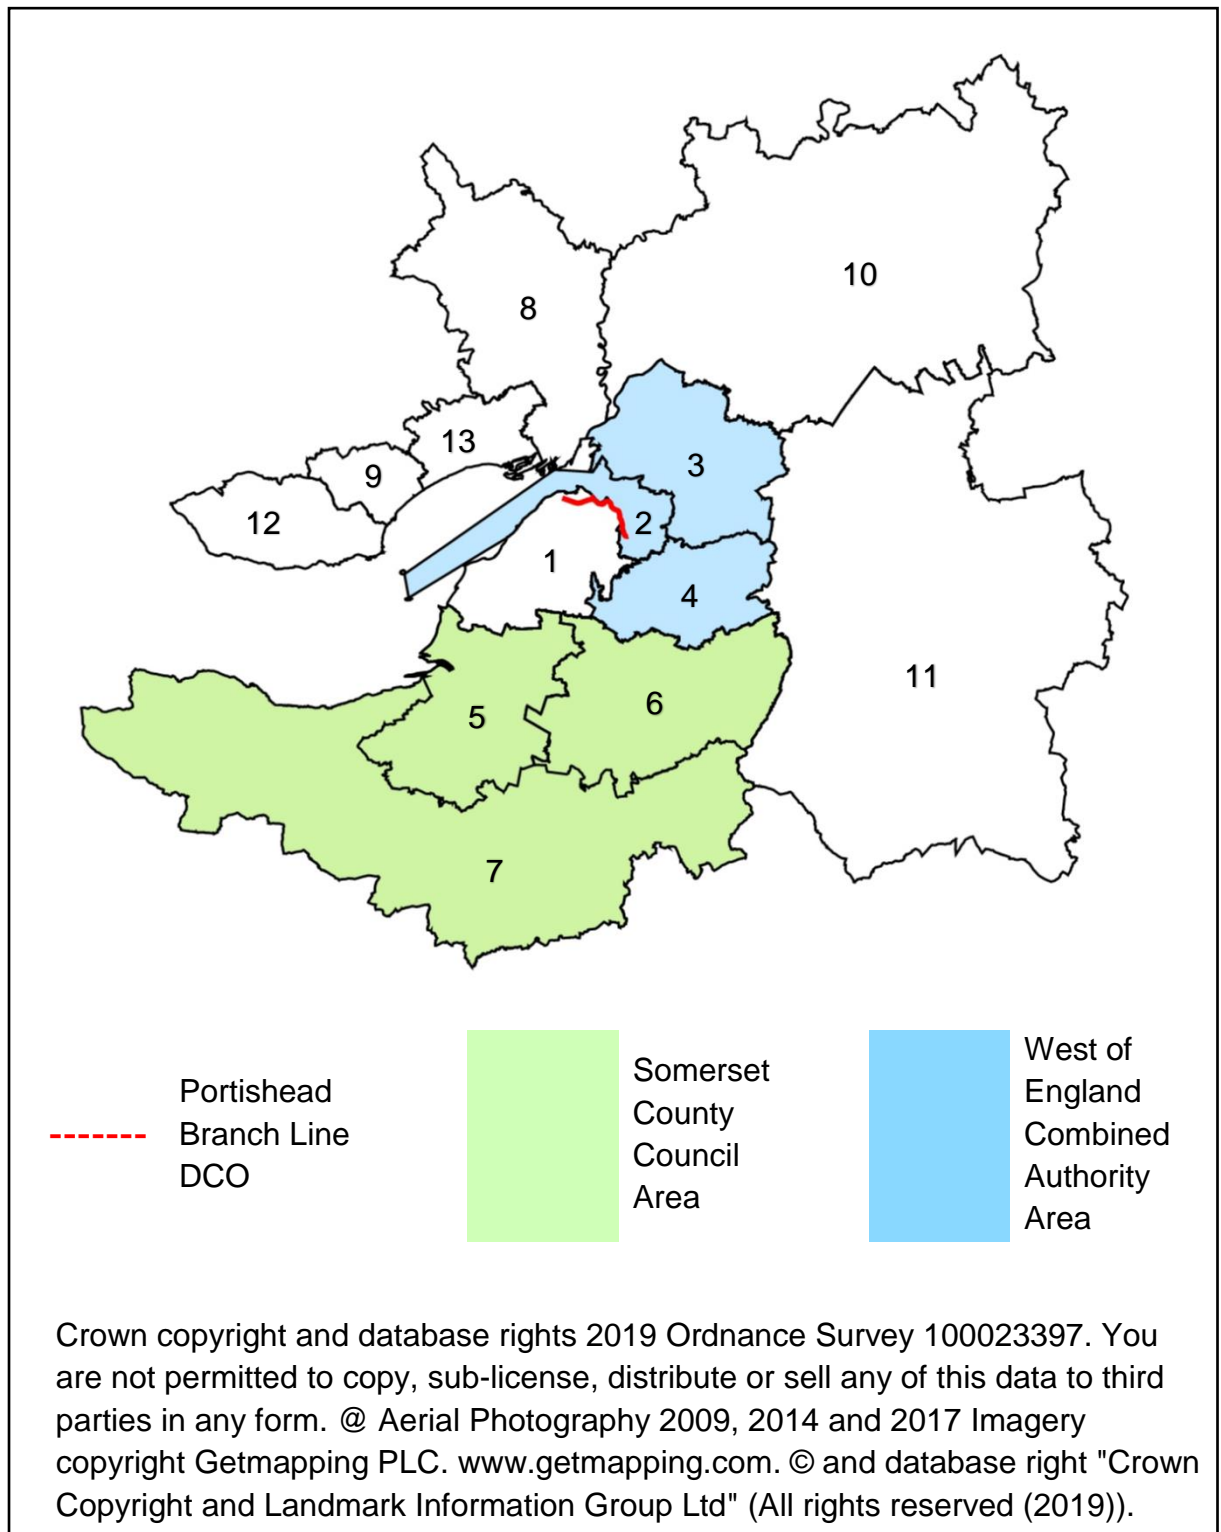 10
8
13
3
9
12
2
1
4
11
6
5
7
Portishead
Branch Line
DCO
Somerset
County
Council
Area
West of
England
Combined
Authority
Area
Crown copyright and database rights 2019 Ordnance Survey 100023397. You
are not permitted to copy, sub-license, distribute or sell any of this data to third
parties in any form. @ Aerial Photography 2009, 2014 and 2017 Imagery
copyright Getmapping PLC. www.getmapping.com. © and database right "Crown
Copyright and Landmark Information Group Ltd" (All rights reserved (2019)).